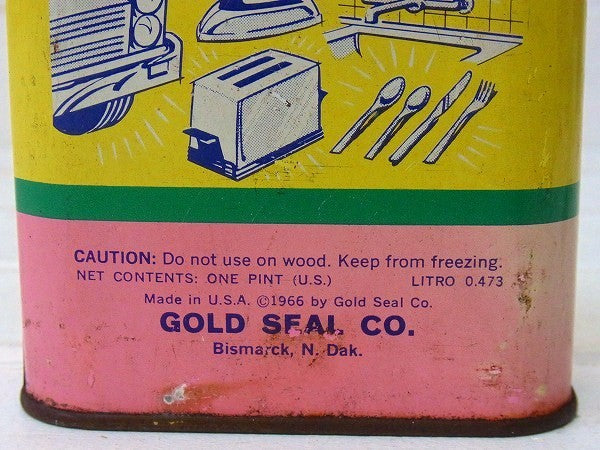 CAUTION: Do not use on wood. Keep from freezing.
NET CONTENTS: ONE PINT (U.S.) LITRO 0.473
Made in U.S.A. ©1966 by Gold Seal Co.
GOLD SEAL CO.
Bismarck, N. Dak.